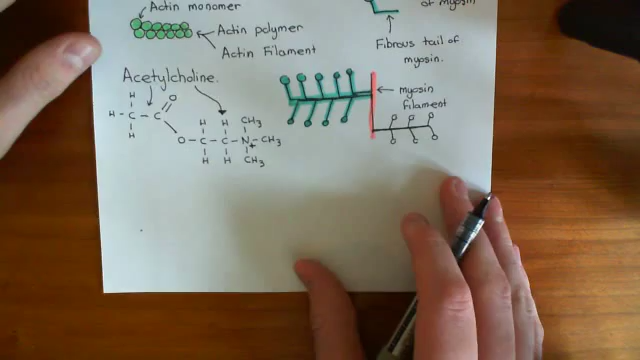 Actin monomer
Actin polymer
Actin Filament
of myosin
Fibrous tail of
myosin.
Acetylcholine.
myosin
filament
H O
H - C - C
H
H H CH3
O - C - C - N - CH3
+
H H CH3